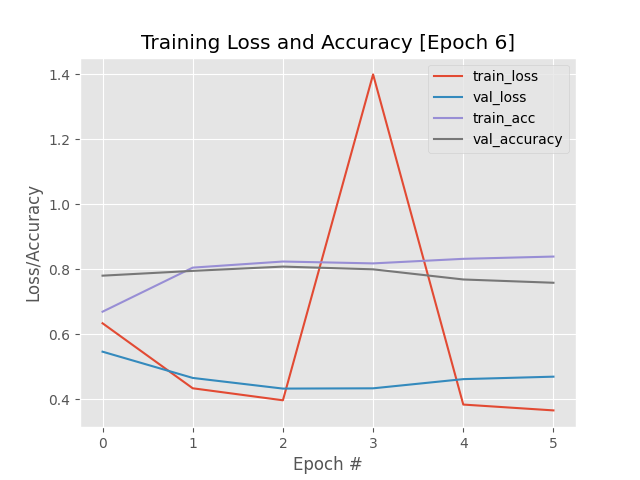 Training Loss and Accuracy [Epoch 6]
train_loss
val_loss
train_acc
val_accuracy
Loss/Accuracy
1.4
1.2
1.0
0.8
0.6
0.4
0 1 2 3 4 5
Epoch #